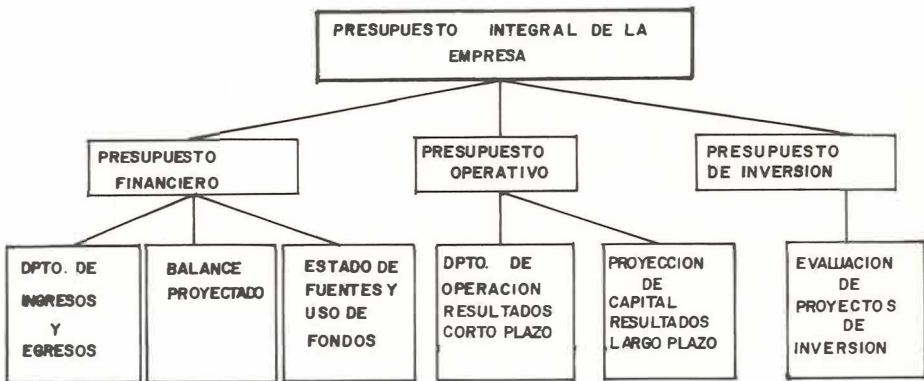 PRESUPUESTO INTEGRAL DE LA
EMPRESA
PRESUPUESTO
FINANCIERO
PRESUPUESTO
OPERATIVO
PRESUPUESTO
DE INVERSION
DPTO. DE
INGRESOS
Y
EGRESOS
BALANCE
PROYECTADO
ESTADO DE
FUENTES Y
USO DE
FONDOS
DPTO. DE
OPERACION
RESULTADOS
CORTO PLAZO
PROYECCION
DE
CAPITAL
RESULTADOS
LARGO PLAZO
EVALUACION
DE
PROYECTOS
DE
INVERSION